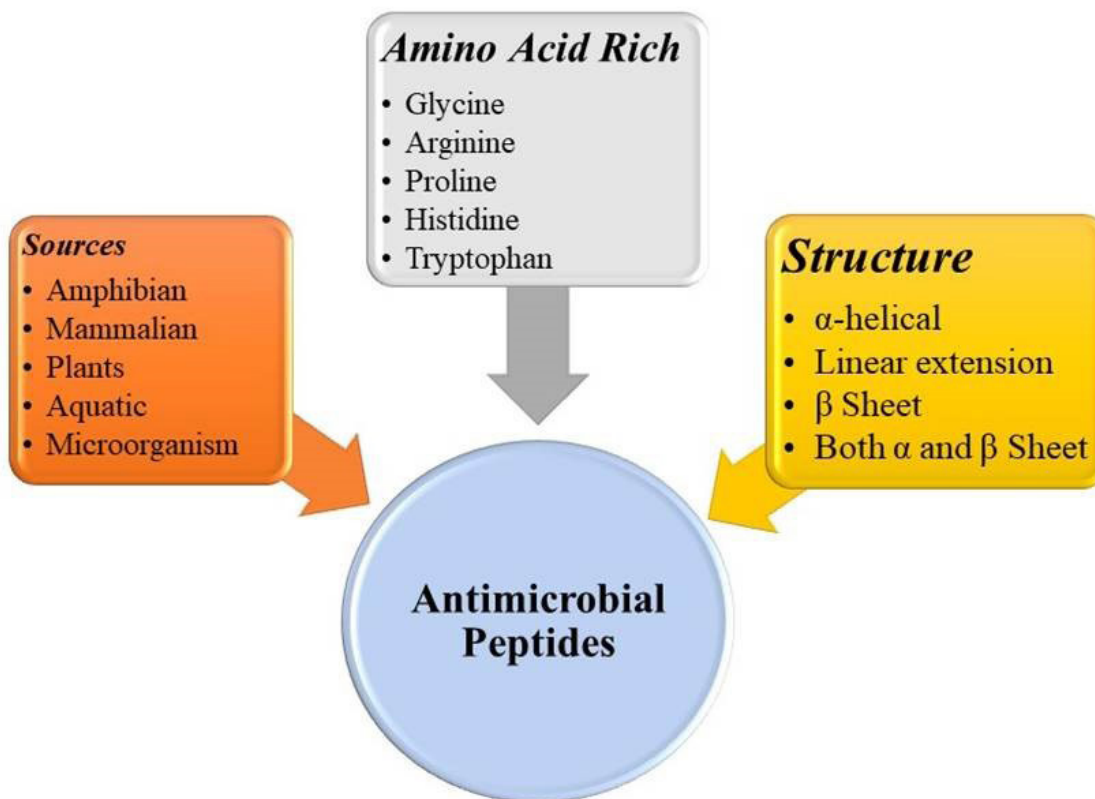 Amino Acid Rich
• Glycine
• Arginine
• Proline
• Histidine
• Tryptophan
Sources
• Amphibian
• Mammalian
• Plants
• Aquatic
• Microorganism
Structure
• α-helical
• Linear extension
• β Sheet
• Both α and β Sheet
Antimicrobial
Peptides